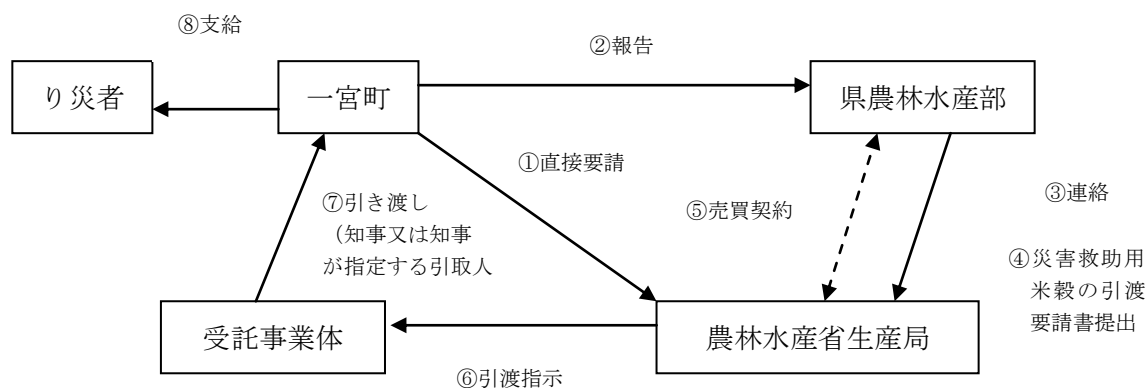 ⑧支給
②報告
り災者
一宮町
県農林水産部
①直接要請
⑦引き渡し
（知事又は知事
が指定する引取人
⑤売買契約
③連絡
④災害救助用
米穀の引渡
要請書提出
受託事業体
農林水産省生産局
⑥引渡指示